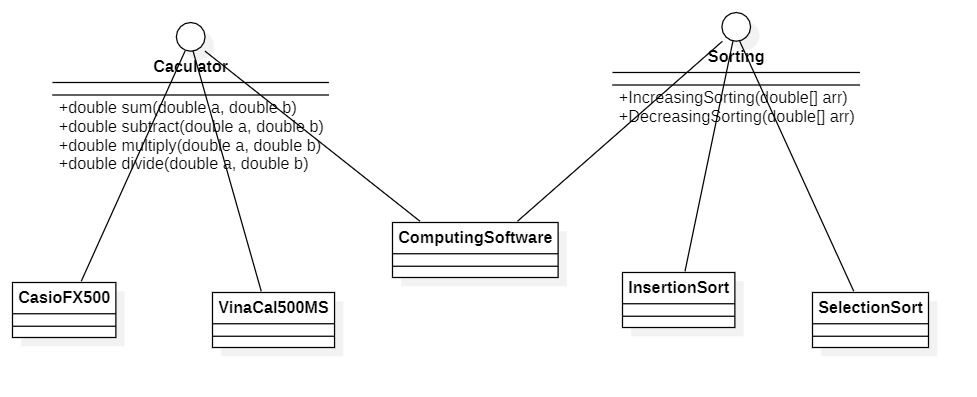 Caculator
+double sum(double a, double b)
+double subtract(double a, double b)
+double multiply(double a, double b)
+double divide(double a, double b)
Sorting
+IncreasingSorting(double[] arr)
+DecreasingSorting(double[] arr)
ComputingSoftware
CasioFX500
VinaCal500MS
InsertionSort
SelectionSort